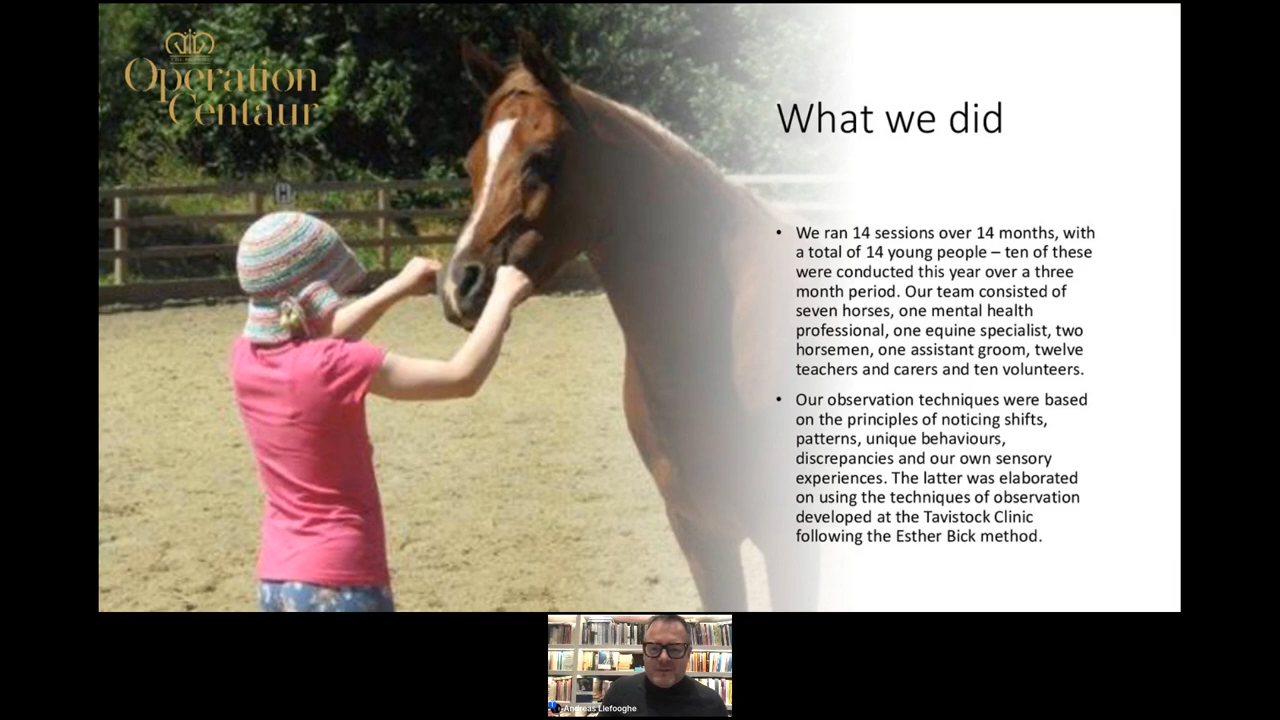 Operation
Centaur
What we did
• We ran 14 sessions over 14 months, with
a total of 14 young people – ten of these
were conducted this year over a three
month period. Our team consisted of
seven horses, one mental health
professional, one equine specialist, two
horsemen, one assistant groom, twelve
teachers and carers and ten volunteers.
• Our observation techniques were based
on the principles of noticing shifts,
patterns, unique behaviours,
discrepancies and our own sensory
experiences. The latter was elaborated
on using the techniques of observation
developed at the Tavistock Clinic
following the Esther Bick method.
H
Andreas Liefooghe